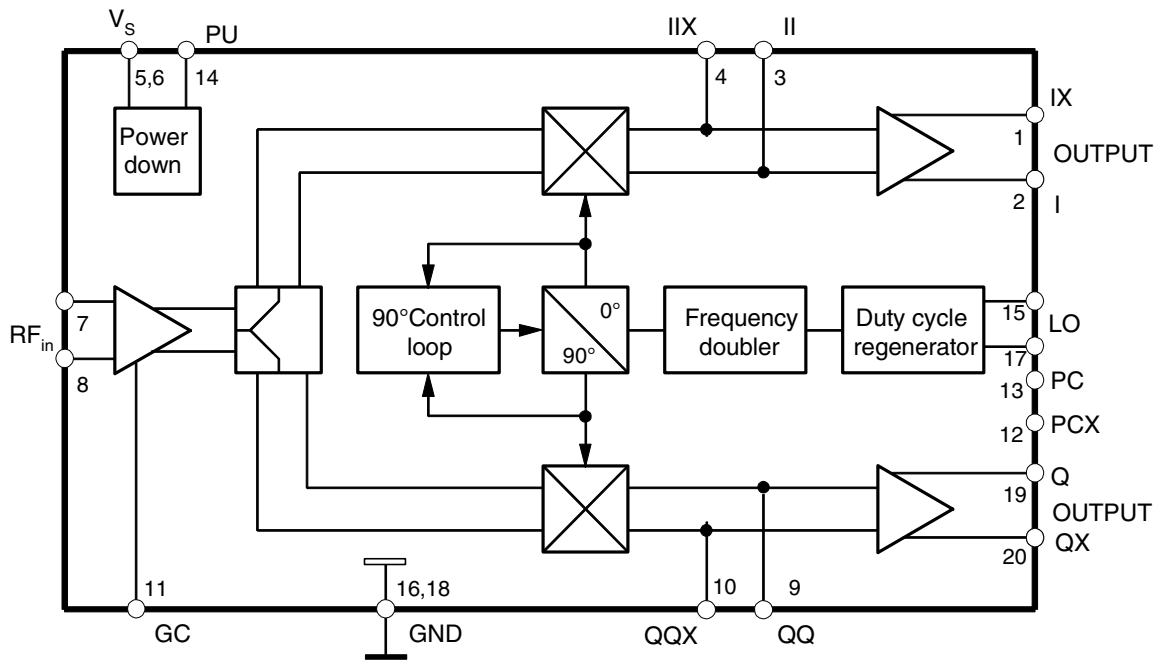 VS
PU
IIX
II
5,6
14
4
3
Power
down
IX
1
OUTPUT
2
I
RFin
7
8
90°Control
loop
0°
90°
Frequency
doubler
Duty cycle
regenerator
15
LO
17
13
PC
12
PCX
Q
19
OUTPUT
QX
20
11
GC
16,18
GND
10
9
QQX
QQ